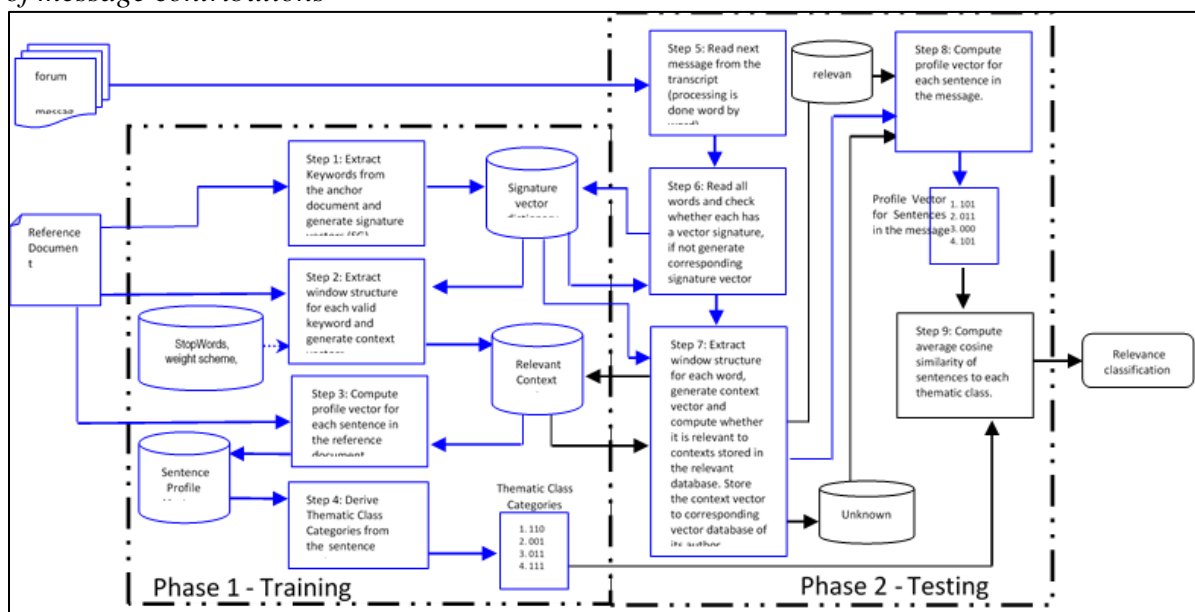 of message contributions
forum
message
Reference
Documen
t
Step 1: Extract
Keywords from
the anchor
document and
generate signature
vectors (SG)
Signature
vector
dictionary
Step 2: Extract
window structure
for each valid
keyword and
generate context
vectors
StopWords,
weight scheme,
Relevant
Context
Step 3: Compute
profile vector for
each sentence in
the reference
document
Sentence
Profile
Step 4: Derive
Thematic Class
Categories from
the sentence
Thematic Class
Categories
1. 110
2. 001
3. 011
4. 111
Phase 1 - Training
Step 5: Read next
message from the
transcript
(processing is
done word by
word)
Step 6: Read all
words and check
whether each has
a vector signature,
if not generate
corresponding
signature vector
Step 7: Extract
window structure
for each word,
generate context
vector and
compute whether
it is relevant to
contexts stored in
the relevant
database. Store
the context vector
to corresponding
vector database of
its author
relevan
Unknown
Step 8: Compute
profile vector for
each sentence in
the message.
Profile Vector
for Sentences
in the message
1. 101
2. 011
3. 000
4. 101
Step 9: Compute
average cosine
similarity of
sentences to each
thematic class.
Relevance
classification
Phase 2 - Testing